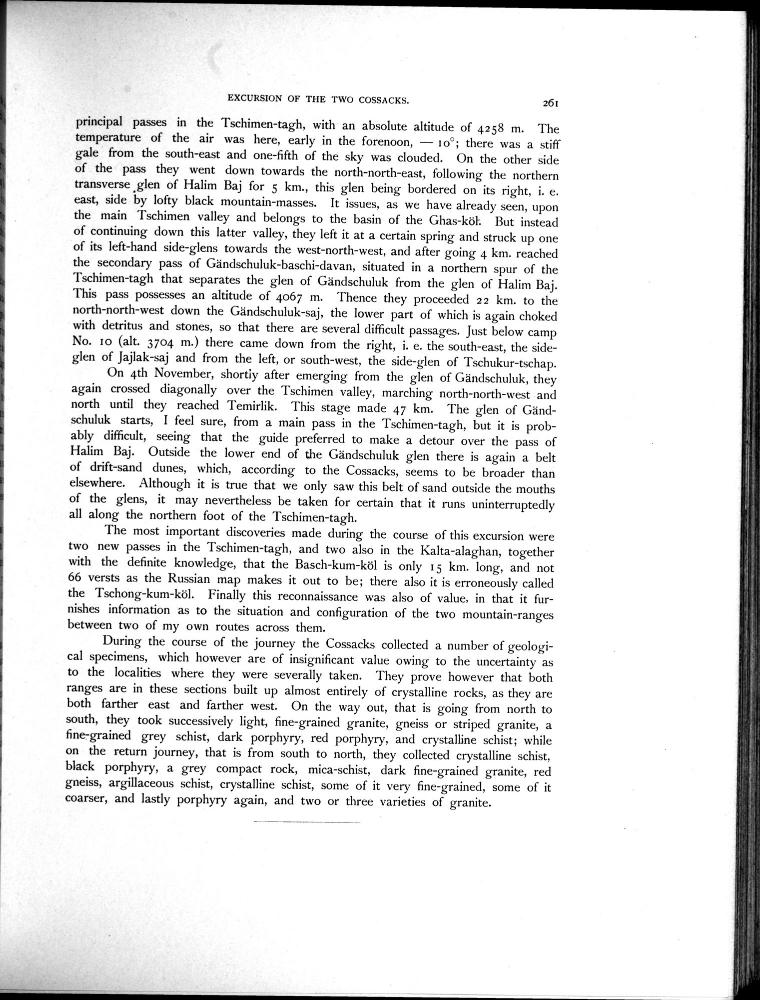 EXCURSION OF THE TWO COSSACKS. 261
principal passes in the Tschimen-tagh, with an absolute altitude of 4258 m. The
temperature of the air was here, early in the forenoon, — 10°; there was a stiff
gale from the south-east and one-fifth of the sky was clouded. On the other side
of the pass they went down towards the north-north-east, following the northern
transverse glen of Halim Baj for 5 km., this glen being bordered on its right, i. e.
east, side by lofty black mountain-masses. It issues, as we have already seen, upon
the main Tschimen valley and belongs to the basin of the Ghas-köl. But instead
of continuing down this latter valley, they left it at a certain spring and struck up one
of its left-hand side-glens towards the west-north-west, and after going 4 km. reached
the secondary pass of Gändschuluk-baschi-davan, situated in a northern spur of the
Tschimen-tagh that separates the glen of Gändschuluk from the glen of Halim Baj.
This pass possesses an altitude of 4067 m. Thence they proceeded 22 km. to the
north-north-west down the Gändschuluk-saj, the lower part of which is again choked
with detritus and stones, so that there are several difficult passages. Just below camp
No. 10 (alt. 3704 m.) there came down from the right, i. e. the south-east, the side-
glen of Jajlak-saj and from the left, or south-west, the side-glen of Tschukur-tschap.
On 4th November, shortly after emerging from the glen of Gändschuluk, they
again crossed diagonally over the Tschimen valley, marching north-north-west and
north until they reached Temirlik. This stage made 47 km. The glen of Gänd-
schuluk starts, I feel sure, from a main pass in the Tschimen-tagh, but it is prob-
ably difficult, seeing that the guide preferred to make a detour over the pass of
Halim Baj. Outside the lower end of the Gändschuluk glen there is again a belt
of drift-sand dunes, which, according to the Cossacks, seems to be broader than
elsewhere. Although it is true that we only saw this belt of sand outside the mouths
of the glens, it may nevertheless be taken for certain that it runs uninterruptedly
all along the northern foot of the Tschimen-tagh.
The most important discoveries made during the course of this excursion were
two new passes in the Tschimen-tagh, and two also in the Kalta-alaghan, together
with the definite knowledge, that the Basch-kum-köl is only 15 km. long, and not
66 versts as the Russian map makes it out to be; there also it is erroneously called
the Tschong-kum-köl. Finally this reconnaissance was also of value, in that it fur-
nishes information as to the situation and configuration of the two mountain-ranges
between two of my own routes across them.
During the course of the journey the Cossacks collected a number of geologi-
cal specimens, which however are of insignificant value owing to the uncertainty as
to the localities where they were severally taken. They prove however that both
ranges are in these sections built up almost entirely of crystalline rocks, as they are
both farther east and farther west. On the way out, that is going from north to
south, they took successively light, fine-grained granite, gneiss or striped granite, a
fine-grained grey schist, dark porphyry, red porphyry, and crystalline schist; while
on the return journey, that is from south to north, they collected crystalline schist,
black porphyry, a grey compact rock, mica-schist, dark fine-grained granite, red
gneiss, argillaceous schist, crystalline schist, some of it very fine-grained, some of it
coarser, and lastly porphyry again, and two or three varieties of granite.